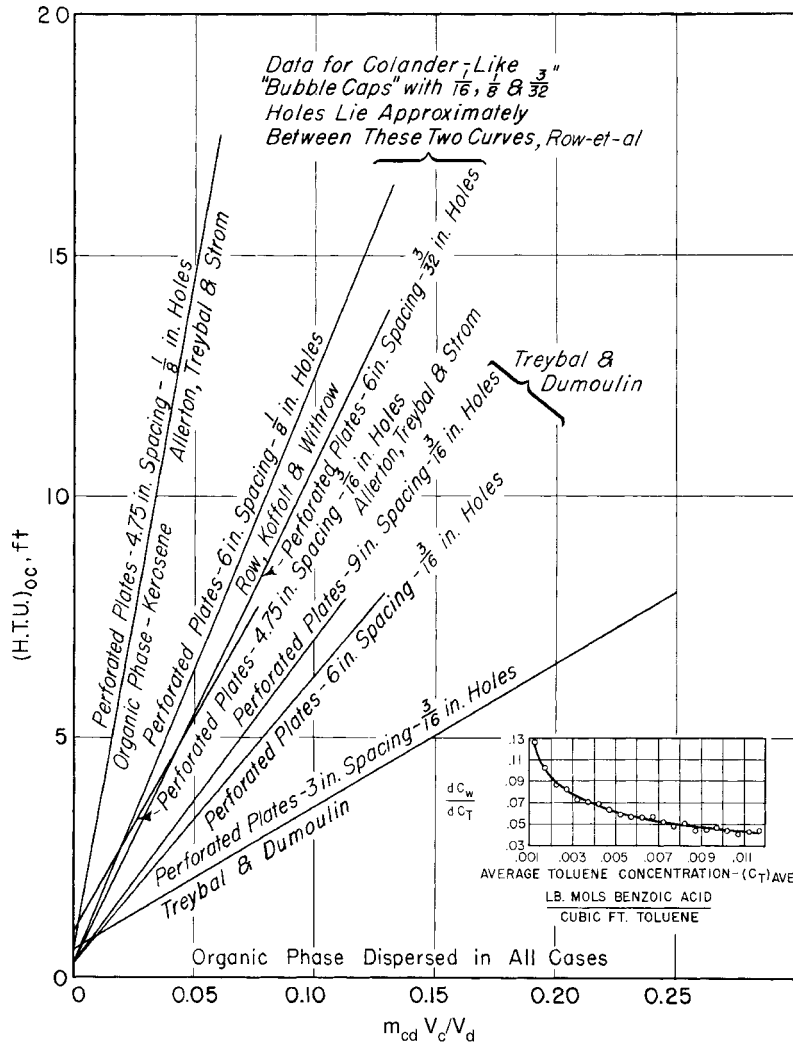 20
15
10
5
0
(H.T.U.)oc, ft
Data for Colander-Like
"Bubble Caps" with 1/16, 1/8 & 3/32"
Holes Lie Approximately
Between These Two Curves, Row-et-al
Perforated Plates-4.75 in. Spacing-1/8 in. Holes
Allerton, Treybal & Strom
Organic Phase-Kerosene
Perforated Plates-6 in. Spacing-1/8 in. Holes
Row, Koffolt & Withrow
Perforated Plates-6 in. Spacing-3/32 in. Holes
Perforated Plates-4.75 in. Spacing-3/16 in. Holes
Allerton, Treybal & Strom
Perforated Plates-9 in. Spacing-3/16 in. Holes
Treybal &
Dumoulin
Perforated Plates-6 in. Spacing-3/16 in. Holes
Perforated Plates-3 in. Spacing-3/16 in. Holes
Treybal & Dumoulin
.13
.11
.09
.07
.05
.03
dCw
dCT
.001 .003 .005 .007 .009 .011
AVERAGE TOLUENE CONCENTRATION-(CT)AVE
LB. MOLS BENZOIC ACID
CUBIC FT. TOLUENE
Organic Phase Dispersed in All Cases
0 0.05 0.10 0.15 0.20 0.25
mcd Vc/Vd